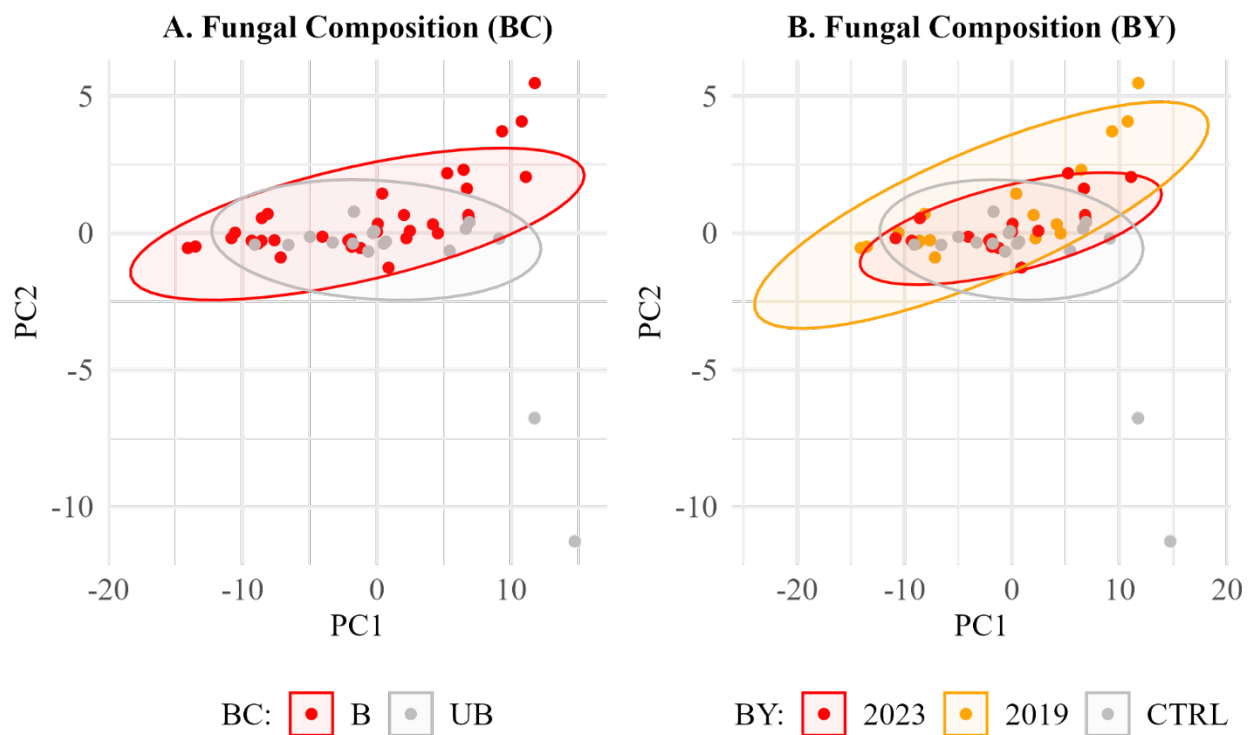 A. Fungal Composition (BC)
5
0
-5
-10
PC2
-20
-10
0
10
PC1
BC: B UB
B. Fungal Composition (BY)
5
0
-5
-10
PC2
-20
-10
0
10
20
PC1
BY: 2023 2019 CTRL